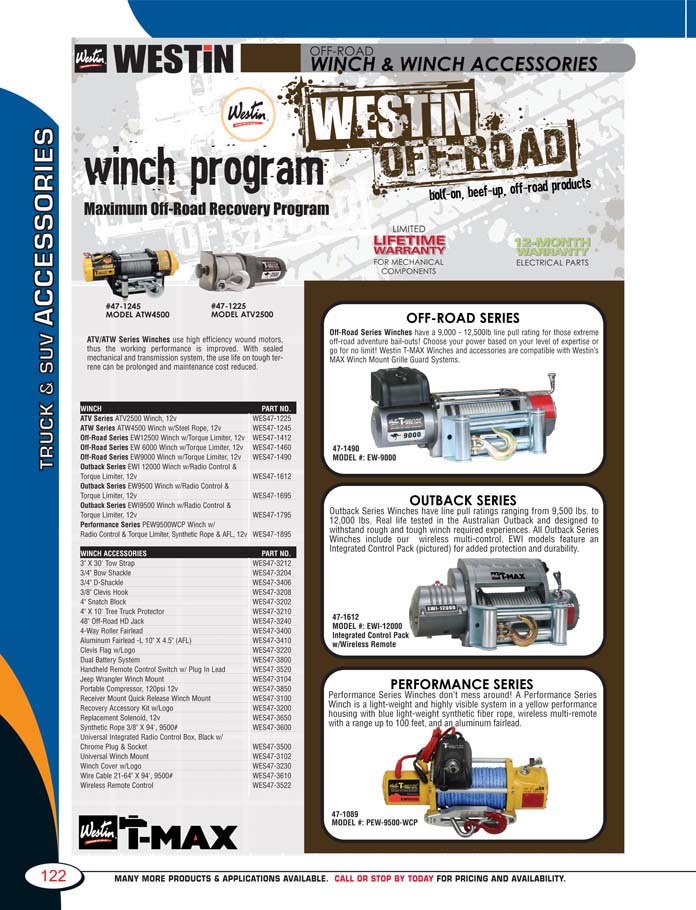 Westin WESTiN
OFF-ROAD
WINCH & WINCH ACCESSORIES
Westin
WESTiN
OFF-ROAD
bolt-on, beef-up, off-road products
winch program
Maximum Off-Road Recovery Program
LIMITED
LIFETIME
WARRANTY
FOR MECHANICAL
COMPONENTS
12-MONTH
WARRANTY
ELECTRICAL PARTS
TRUCK & SUV ACCESSORIES
#47-1245
MODEL ATW4500
#47-1225
MODEL ATV2500
ATV/ATW Series Winches use high efficiency wound motors,
thus the working performance is improved. With sealed
mechanical and transmission system, the use life on tough ter-
rene can be prolonged and maintenance cost reduced.
WINCH PART NO.
ATV Series ATV2500 Winch, 12v WES47-1225
ATW Series ATW4500 Winch w/Steel Rope, 12v WES47-1245
Off-Road Series EW12500 Winch w/Torque Limiter, 12v WES47-1412
Off-Road Series EW 6000 Winch w/Torque Limiter, 12v WES47-1460
Off-Road Series EW9000 Winch w/Torque Limiter, 12v WES47-1490
Outback Series EWI 12000 Winch w/Radio Control &
Torque Limiter, 12v WES47-1612
Outback Series EW9500 Winch w/Radio Control &
Torque Limiter, 12v WES47-1695
Outback Series EWI9500 Winch w/Radio Control &
Torque Limiter, 12v WES47-1795
Performance Series PEW9500WCP Winch w/
Radio Control & Torque Limiter, Synthetic Rope & AFL, 12v WES47-1895
WINCH ACCESSORIES PART NO.
3" X 30' Tow Strap WES47-3212
3/4" Bow Shackle WES47-3204
3/4" D-Shackle WES47-3406
3/8" Clevis Hook WES47-3208
4" Snatch Block WES47-3202
4" X 10' Tree Truck Protector WES47-3210
48" Off-Road HD Jack WES47-3240
4-Way Roller Fairlead WES47-3400
Aluminum Fairlead -L 10" X 4.5" (AFL) WES47-3410
Clevis Flag w/Logo WES47-3220
Dual Battery System WES47-3800
Handheld Remote Control Switch w/ Plug In Lead WES47-3520
Jeep Wrangler Winch Mount WES47-3104
Portable Compressor, 120psi 12v WES47-3850
Receiver Mount Quick Release Winch Mount WES47-3100
Recovery Accessory Kit w/Logo WES47-3200
Replacement Solenoid, 12v WES47-3650
Synthetic Rope 3/8" X 94', 9500# WES47-3600
Universal Integrated Radio Control Box, Black w/
Chrome Plug & Socket WES47-3500
Universal Winch Mount WES47-3102
Winch Cover w/Logo WES47-3230
Wire Cable 21-64" X 94', 9500# WES47-3610
Wireless Remote Control WES47-3522
Westin T-MAX
OFF-ROAD SERIES
Off-Road Series Winches have a 9,000 - 12,500lb line pull rating for those extreme
off-road adventure bail-outs! Choose your power based on your level of expertise or
go for no limit! Westin T-MAX Winches and accessories are compatible with Westin's
MAX Winch Mount Grille Guard Systems.
9000
47-1490
MODEL #: EW-9000
OUTBACK SERIES
Outback Series Winches have line pull ratings ranging from 9,500 lbs. to
12,000 lbs. Real life tested in the Australian Outback and designed to
withstand rough and tough winch required experiences. All Outback Series
Winches include our wireless multi-control. EWI models feature an
Integrated Control Pack (pictured) for added protection and durability.
T-MAX
EWI-12000
47-1612
MODEL #: EWI-12000
Integrated Control Pack
w/Wireless Remote
PERFORMANCE SERIES
Performance Series Winches don't mess around! A Performance Series
Winch is a light-weight and highly visible system in a yellow performance
housing with blue light-weight synthetic fiber rope, wireless multi-remote
with a range up to 100 feet, and an aluminum fairlead.
47-1089
MODEL #: PEW-9500-WCP
122
MANY MORE PRODUCTS & APPLICATIONS AVAILABLE. CALL OR STOP BY TODAY FOR PRICING AND AVAILABILITY.